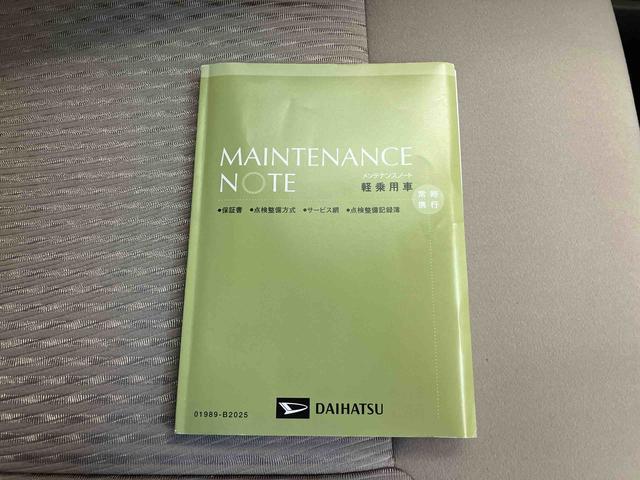 MAINTENANCE
NOTE
メンテナンスノート
軽乗用車
常時
携行
●保証書 ●点検整備方式 ●サービス網 ●点検整備記録簿
01989-B2025
DAIHATSU